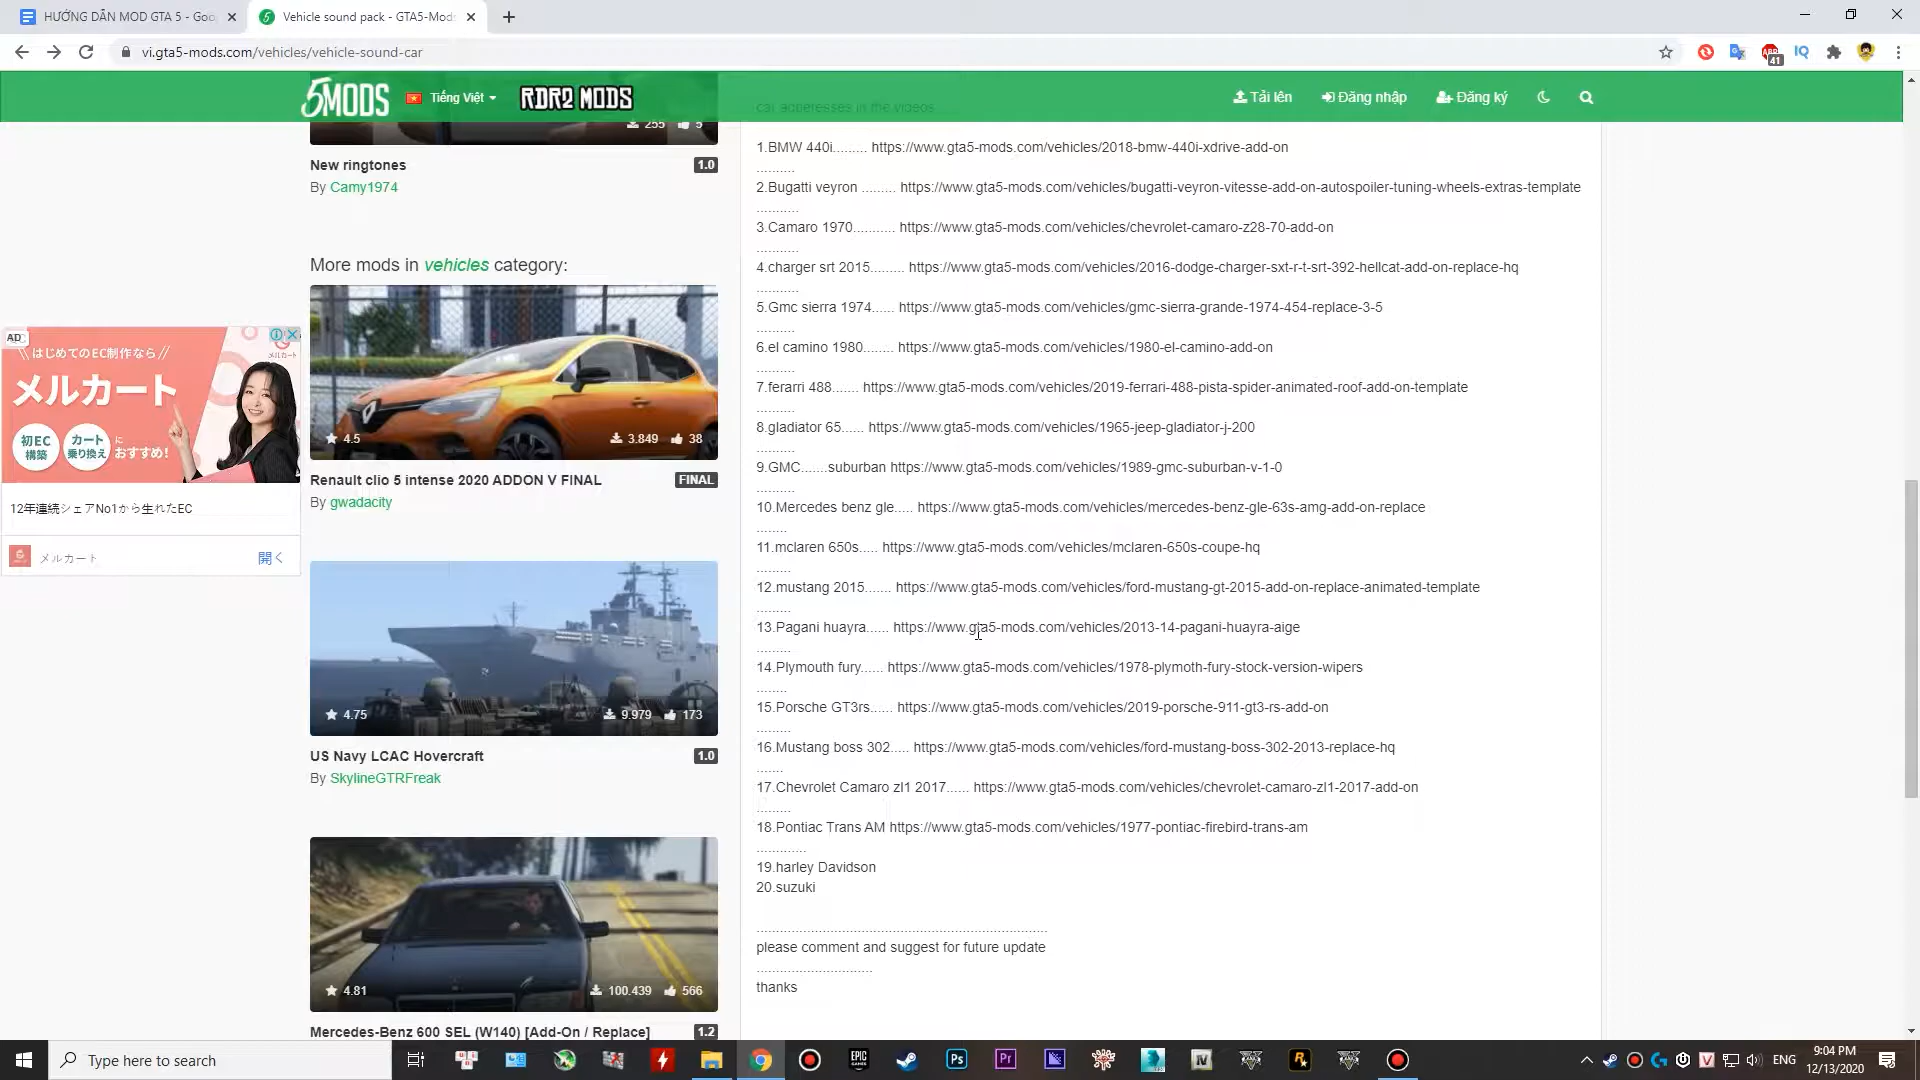 HƯỚNG DẪN MOD GTA 5 - Goo
Vehicle sound pack - GTA5-Mods
vi.gta5-mods.com/vehicles/vehicle-sound-car
41
IQ
5MODS
Tiếng Việt
RDR2 MODS
Tải lên
Đăng nhập
Đăng ký
car addresses in the videos
255 5
New ringtones 1.0
By Camy1974
More mods in vehicles category:
4.5 3.849 38
Renault clio 5 intense 2020 ADDON V FINAL FINAL
By gwadacity
4.75 9.979 173
US Navy LCAC Hovercraft 1.0
By SkylineGTRFreak
4.81 100.439 566
Mercedes-Benz 600 SEL (W140) [Add-On / Replace] 1.2
AD
\\はじめてのEC制作なら//
メルカート
メルカート
初EC
構築
カート
乗り換え
に
おすすめ!
12年連続シェアNo1から生れたEC
メルカート
開く
1.BMW 440i......... https://www.gta5-mods.com/vehicles/2018-bmw-440i-xdrive-add-on
..........
2.Bugatti veyron ......... https://www.gta5-mods.com/vehicles/bugatti-veyron-vitesse-add-on-autospoiler-tuning-wheels-extras-template
...........
3.Camaro 1970........... https://www.gta5-mods.com/vehicles/chevrolet-camaro-z28-70-add-on
...........
4.charger srt 2015......... https://www.gta5-mods.com/vehicles/2016-dodge-charger-sxt-r-t-srt-392-hellcat-add-on-replace-hq
...........
5.Gmc sierra 1974...... https://www.gta5-mods.com/vehicles/gmc-sierra-grande-1974-454-replace-3-5
..........
6.el camino 1980........ https://www.gta5-mods.com/vehicles/1980-el-camino-add-on
..........
7.ferarri 488....... https://www.gta5-mods.com/vehicles/2019-ferrari-488-pista-spider-animated-roof-add-on-template
..........
8.gladiator 65...... https://www.gta5-mods.com/vehicles/1965-jeep-gladiator-j-200
..........
9.GMC.......suburban https://www.gta5-mods.com/vehicles/1989-gmc-suburban-v-1-0
..........
10.Mercedes benz gle..... https://www.gta5-mods.com/vehicles/mercedes-benz-gle-63s-amg-add-on-replace
........
11.mclaren 650s..... https://www.gta5-mods.com/vehicles/mclaren-650s-coupe-hq
.........
12.mustang 2015....... https://www.gta5-mods.com/vehicles/ford-mustang-gt-2015-add-on-replace-animated-template
.........
13.Pagani huayra...... https://www.gta5-mods.com/vehicles/2013-14-pagani-huayra-aige
.........
14.Plymouth fury...... https://www.gta5-mods.com/vehicles/1978-plymoth-fury-stock-version-wipers
........
15.Porsche GT3rs...... https://www.gta5-mods.com/vehicles/2019-porsche-911-gt3-rs-add-on
.........
16.Mustang boss 302..... https://www.gta5-mods.com/vehicles/ford-mustang-boss-302-2013-replace-hq
.......
17.Chevrolet Camaro zl1 2017...... https://www.gta5-mods.com/vehicles/chevrolet-camaro-zl1-2017-add-on
.........
18.Pontiac Trans AM https://www.gta5-mods.com/vehicles/1977-pontiac-firebird-trans-am
.............
19.harley Davidson
20.suzuki
...........................................................................
please comment and suggest for future update
..............................
thanks
Type here to search
EPIC
GAMES
Ps
Pr
IV
ENG
9:04 PM
12/13/2020